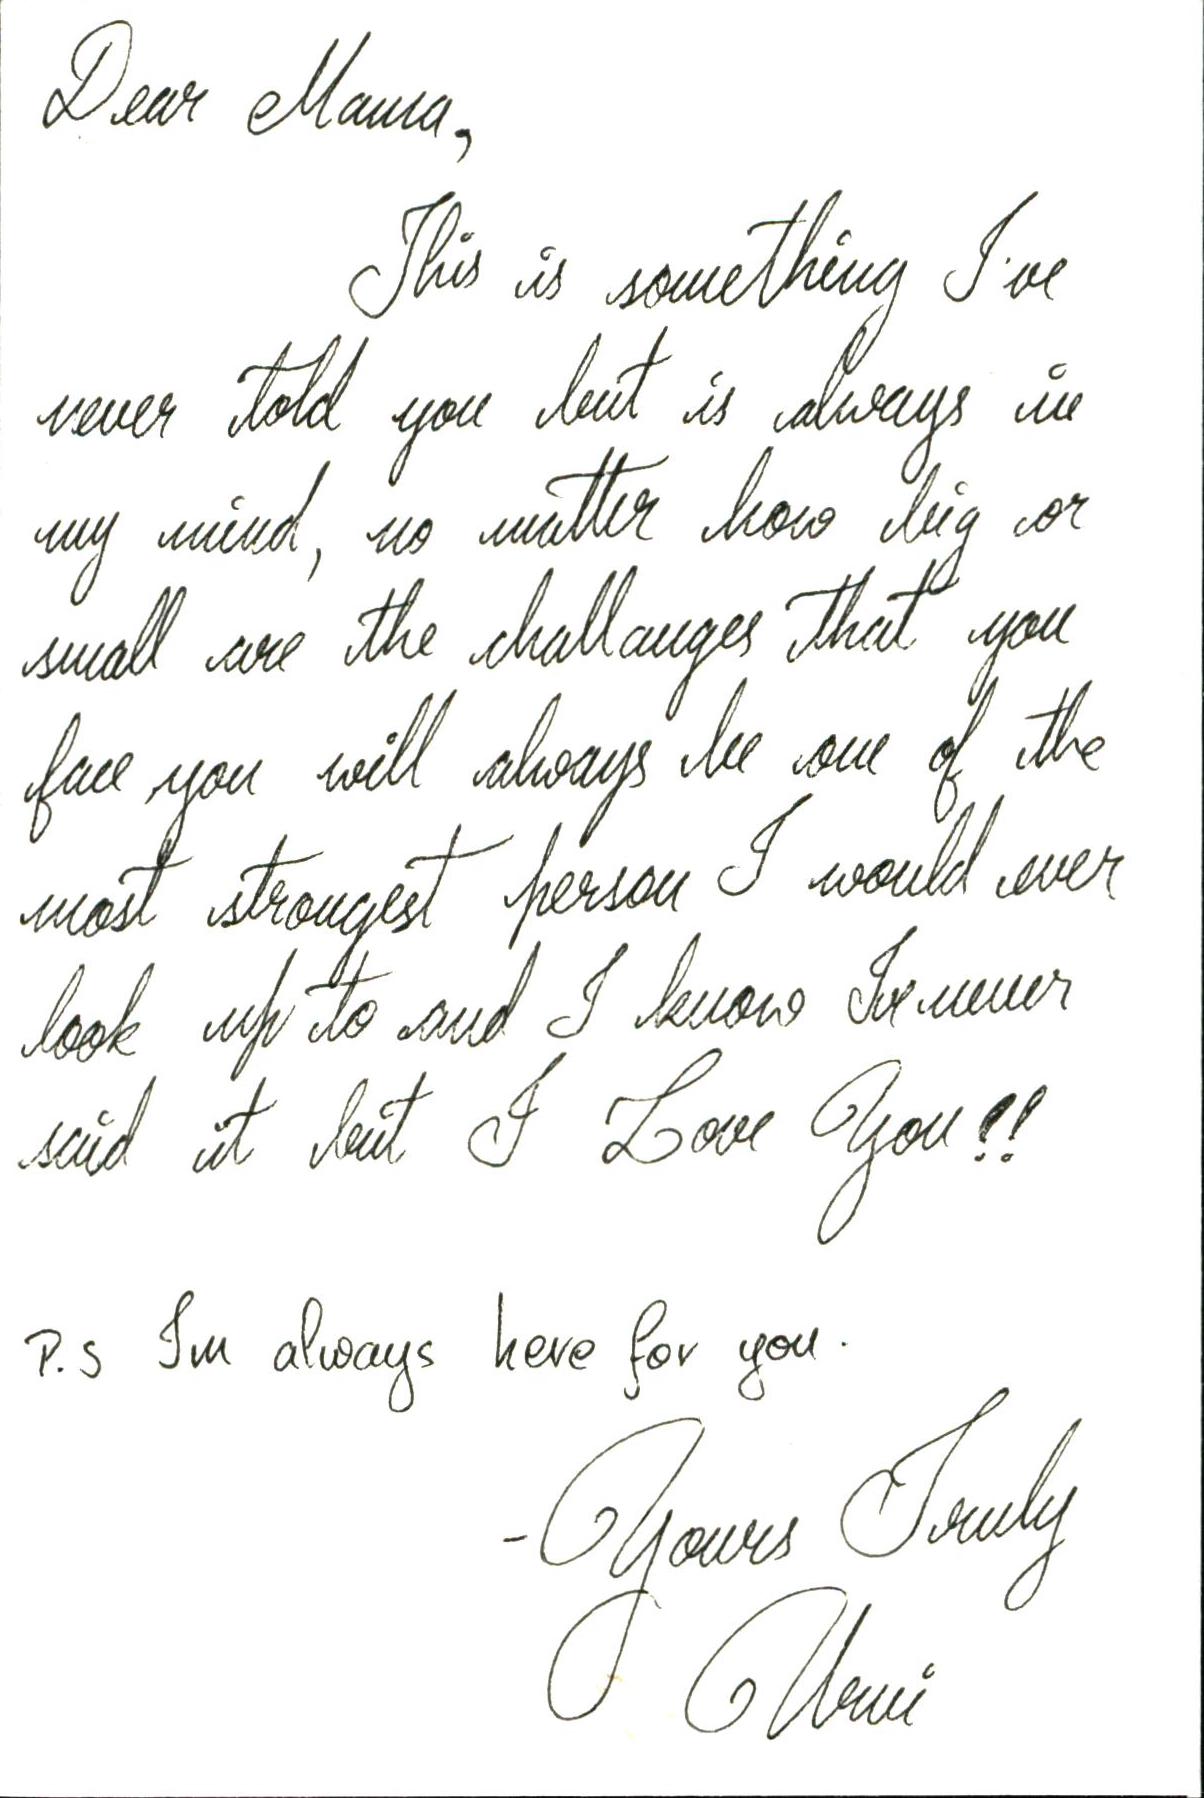 Dear Mama,
This is something I've
never told you but is always in
my mind, no matter how big or
small are the challanges that you
face you will always be one of the
most strongest person I would ever
look up to and I know I've never
said it but I Love You!!
P.S I'm always here for you.
- Yours Truly